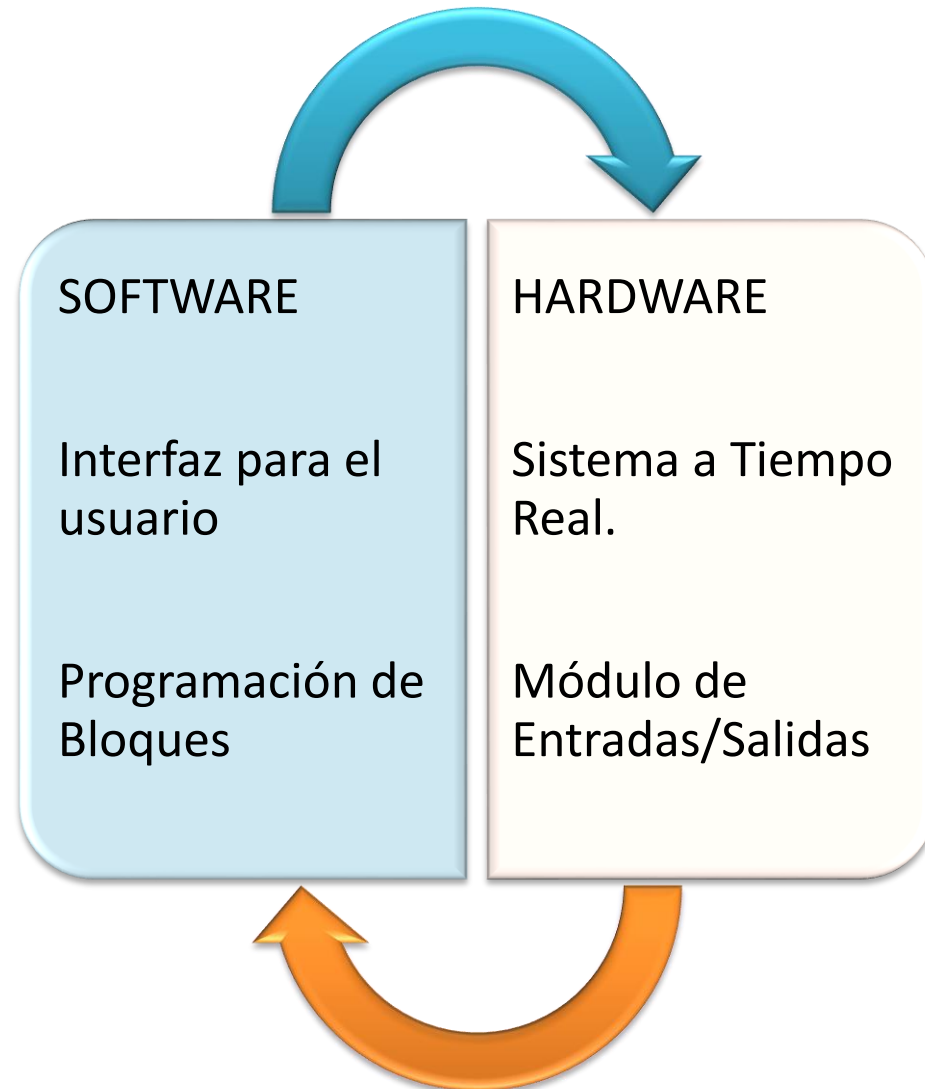 SOFTWARE
Interfaz para el
usuario
Programación de
Bloques
HARDWARE
Sistema a Tiempo
Real.
Módulo de
Entradas/Salidas